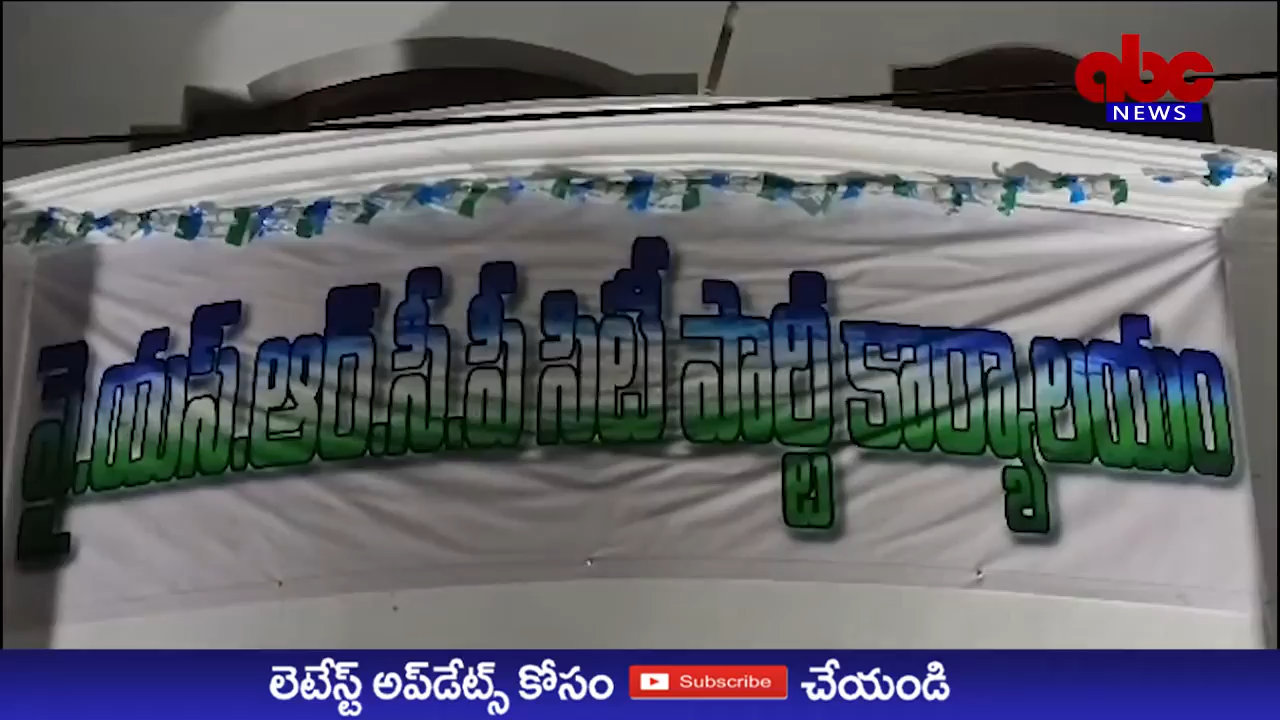 abc
NEWS
వై.యస్.ఆర్.సి.పి సిటీ పార్టీ కార్యాలయం
లెటేస్ట్ అప్‌డేట్స్ కోసం Subscribe చేయండి